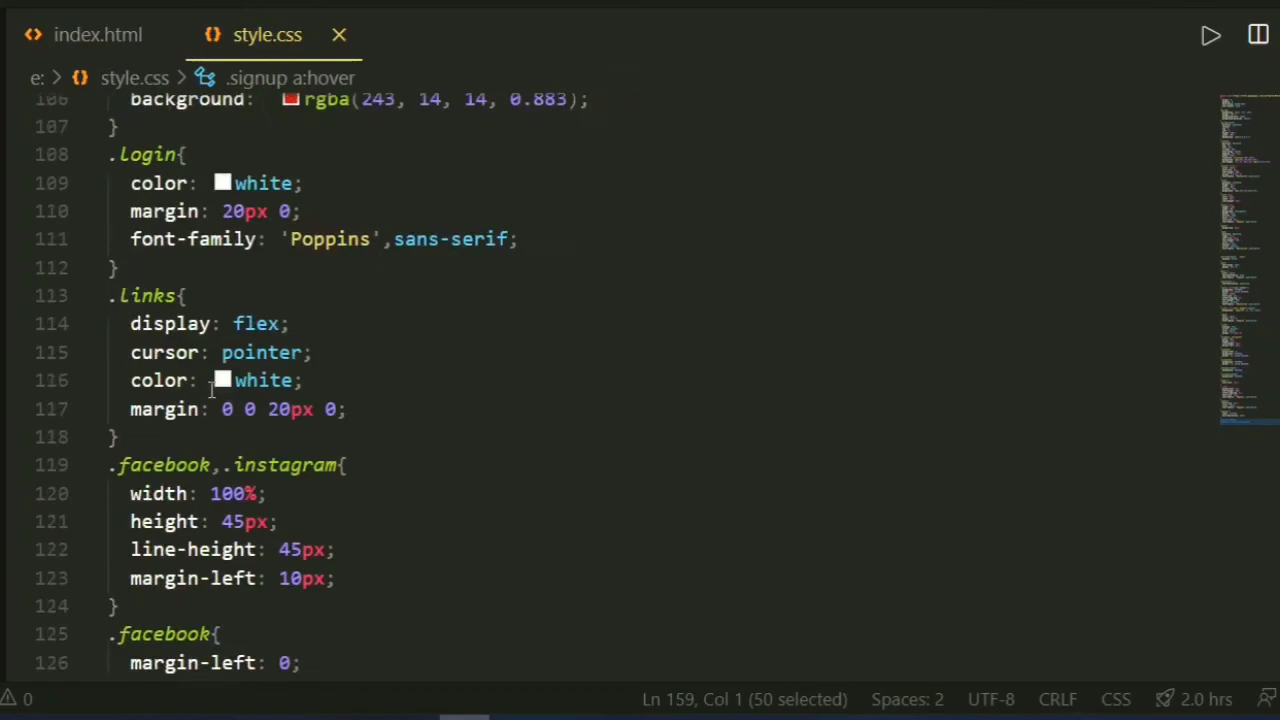 index.html style.css
e: > style.css > .signup a:hover
106 background: rgba(243, 14, 14, 0.883);
107 }
108 .login{
109 color: white;
110 margin: 20px 0;
111 font-family: 'Poppins',sans-serif;
112 }
113 .links{
114 display: flex;
115 cursor: pointer;
116 color: white;
117 margin: 0 0 20px 0;
118 }
119 .facebook,.instagram{
120 width: 100%;
121 height: 45px;
122 line-height: 45px;
123 margin-left: 10px;
124 }
125 .facebook{
126 margin-left: 0;
0 Ln 159, Col 1 (50 selected) Spaces: 2 UTF-8 CRLF CSS 2.0 hrs